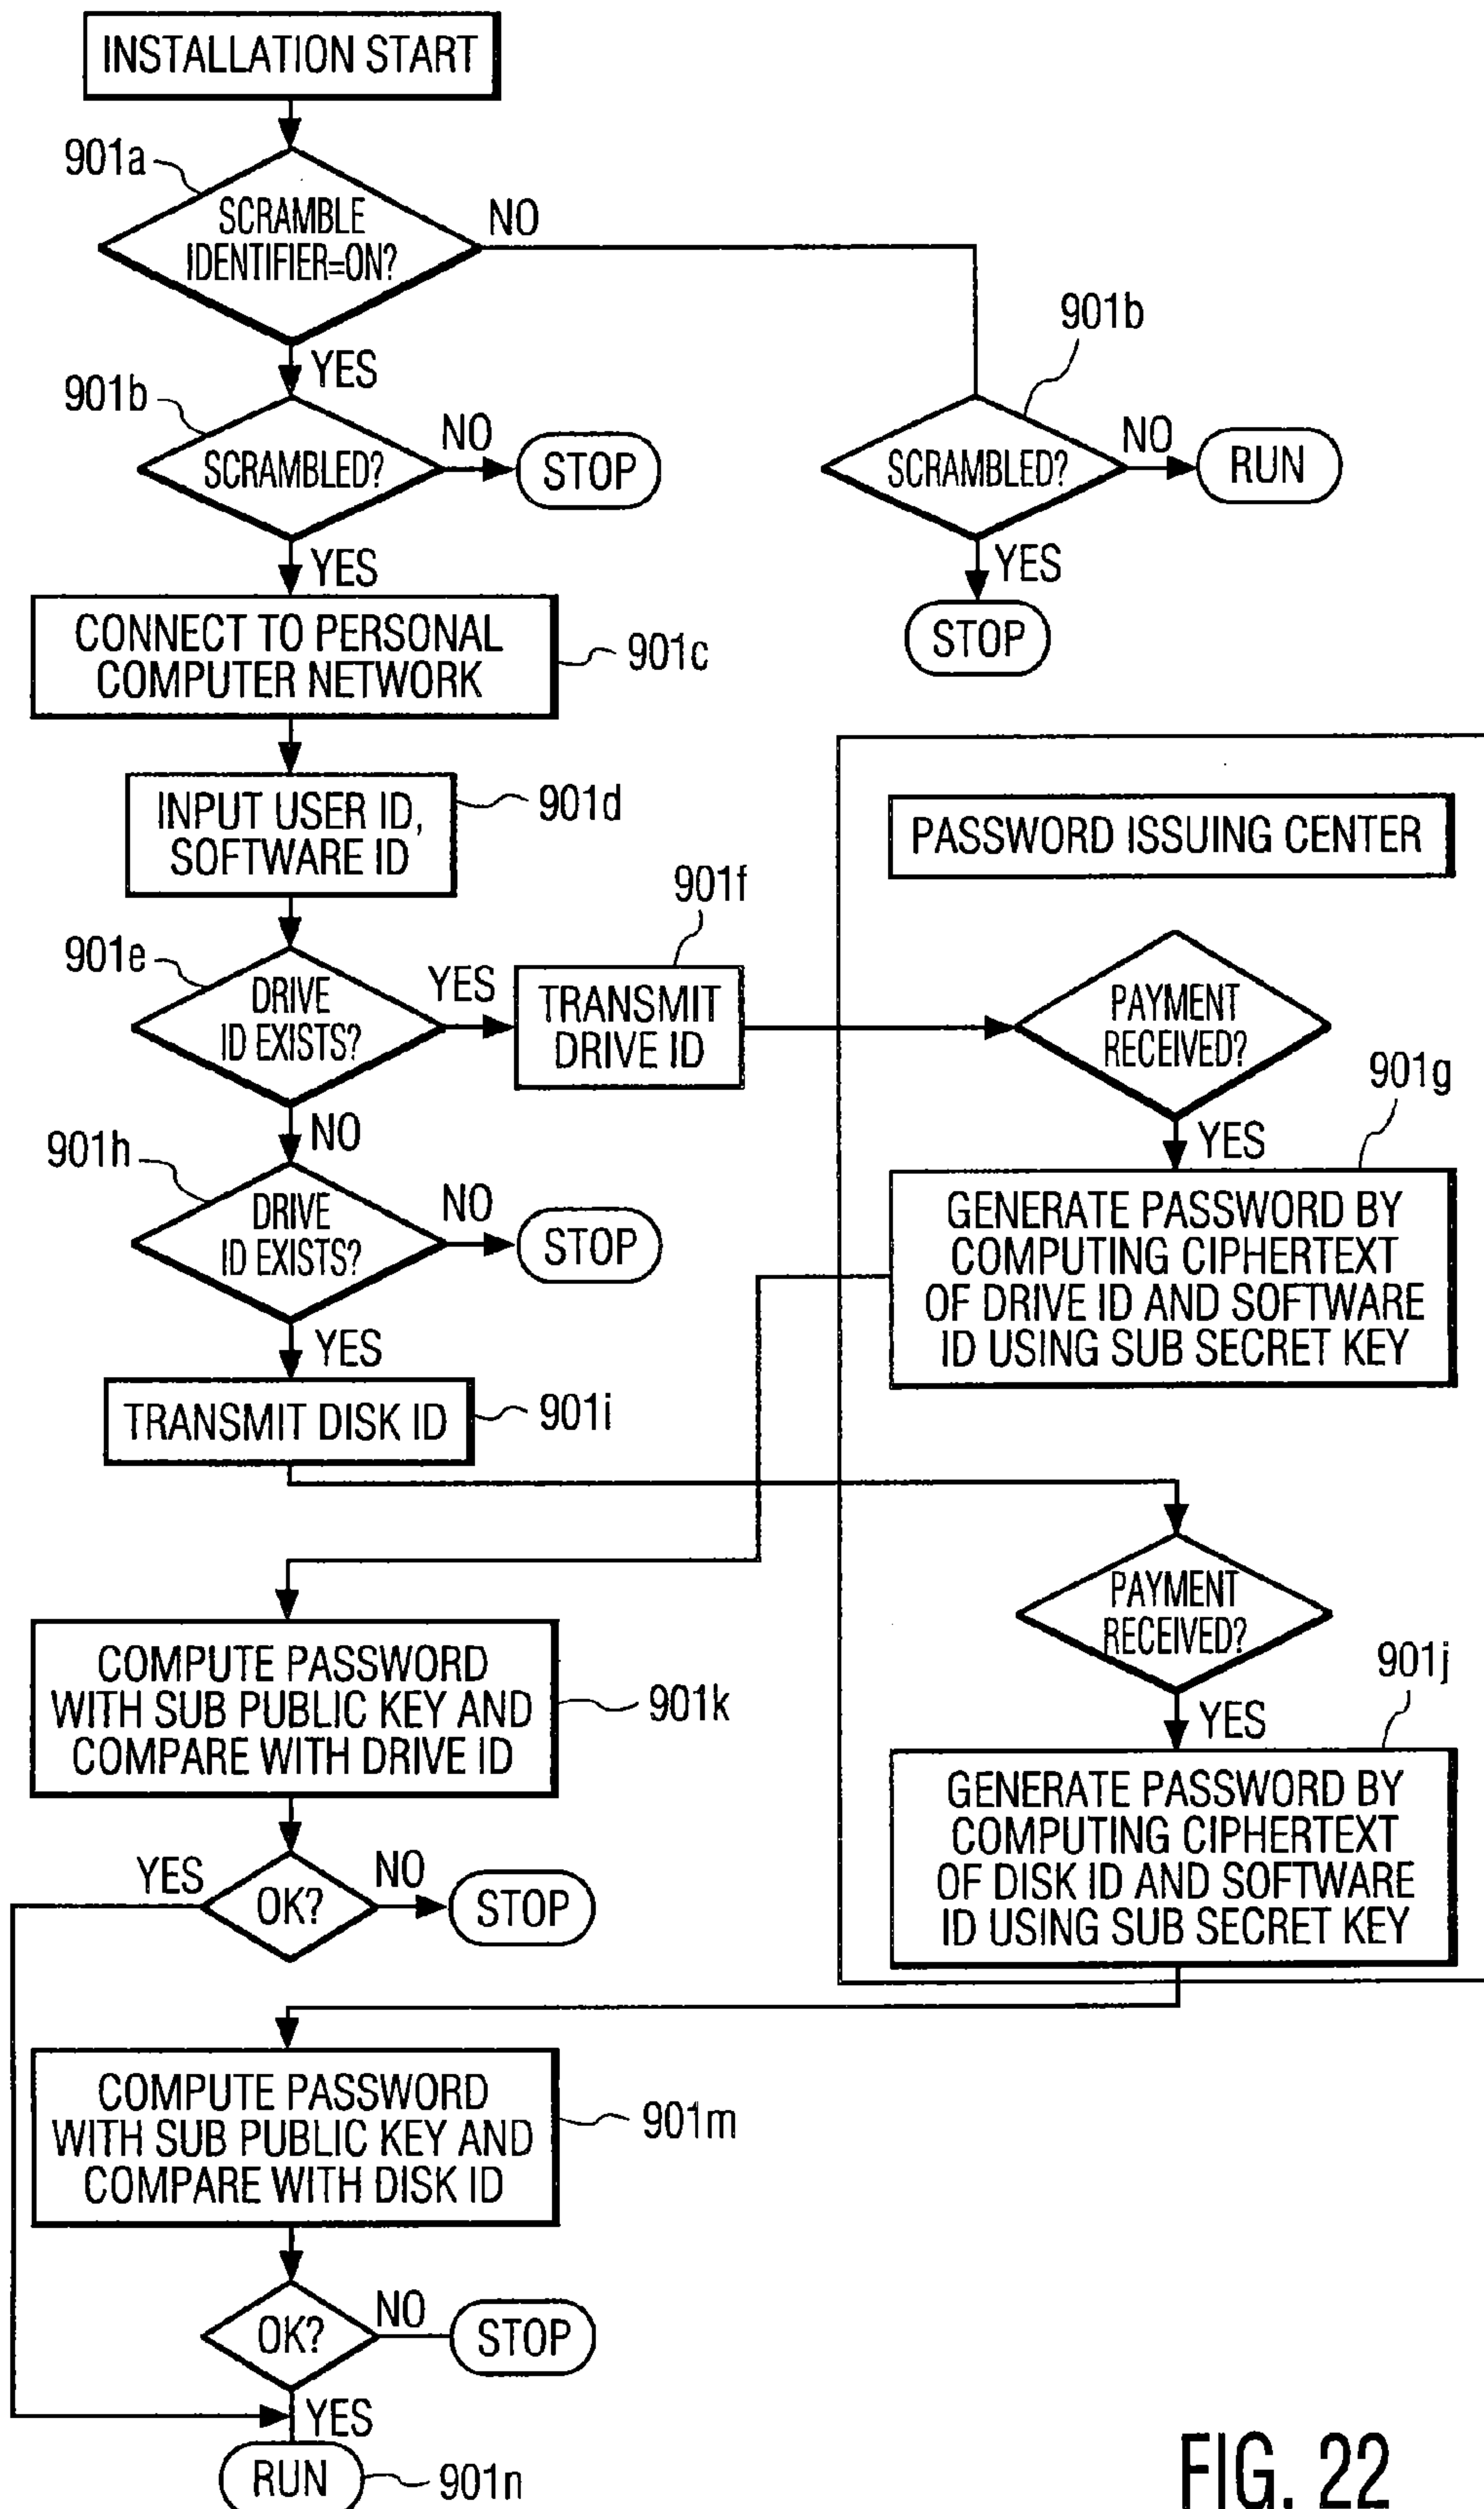 INSTALLATION START
901a
SCRAMBLE
IDENTIFIER=ON?
NO
YES
901b
SCRAMBLED?
NO
STOP
901b
SCRAMBLED?
NO
RUN
YES
STOP
YES
CONNECT TO PERSONAL
COMPUTER NETWORK
901c
INPUT USER ID,
SOFTWARE ID
901d
PASSWORD ISSUING CENTER
901e
DRIVE
ID EXISTS?
YES
901f
TRANSMIT
DRIVE ID
PAYMENT
RECEIVED?
901g
YES
GENERATE PASSWORD BY
COMPUTING CIPHERTEXT
OF DRIVE ID AND SOFTWARE
ID USING SUB SECRET KEY
NO
901h
DRIVE
ID EXISTS?
NO
STOP
YES
TRANSMIT DISK ID
901i
PAYMENT
RECEIVED?
901j
YES
GENERATE PASSWORD BY
COMPUTING CIPHERTEXT
OF DISK ID AND SOFTWARE
ID USING SUB SECRET KEY
COMPUTE PASSWORD
WITH SUB PUBLIC KEY AND
COMPARE WITH DRIVE ID
901k
YES
OK?
NO
STOP
COMPUTE PASSWORD
WITH SUB PUBLIC KEY AND
COMPARE WITH DISK ID
901m
OK?
NO
STOP
YES
RUN
901n
FIG. 22